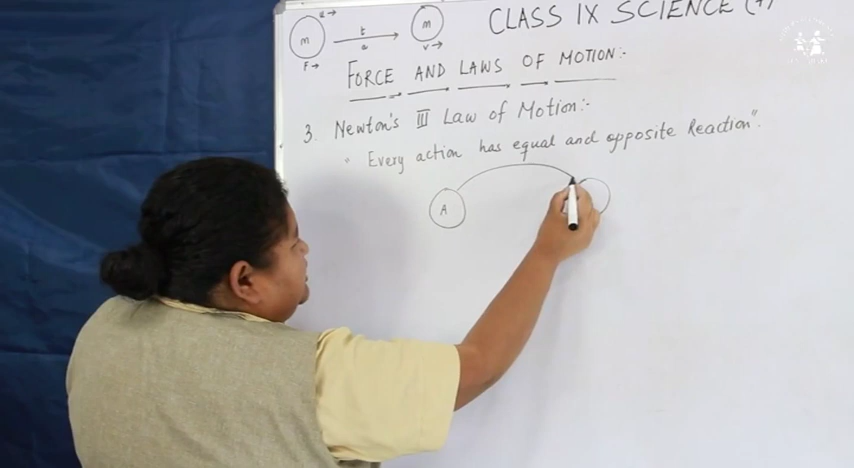 CLASS IX SCIENCE
u →
m
t
a
m
F →
v →
FORCE AND LAWS OF MOTION:-
3. Newton's III Law of Motion:-
" Every action has equal and opposite Reaction".
A